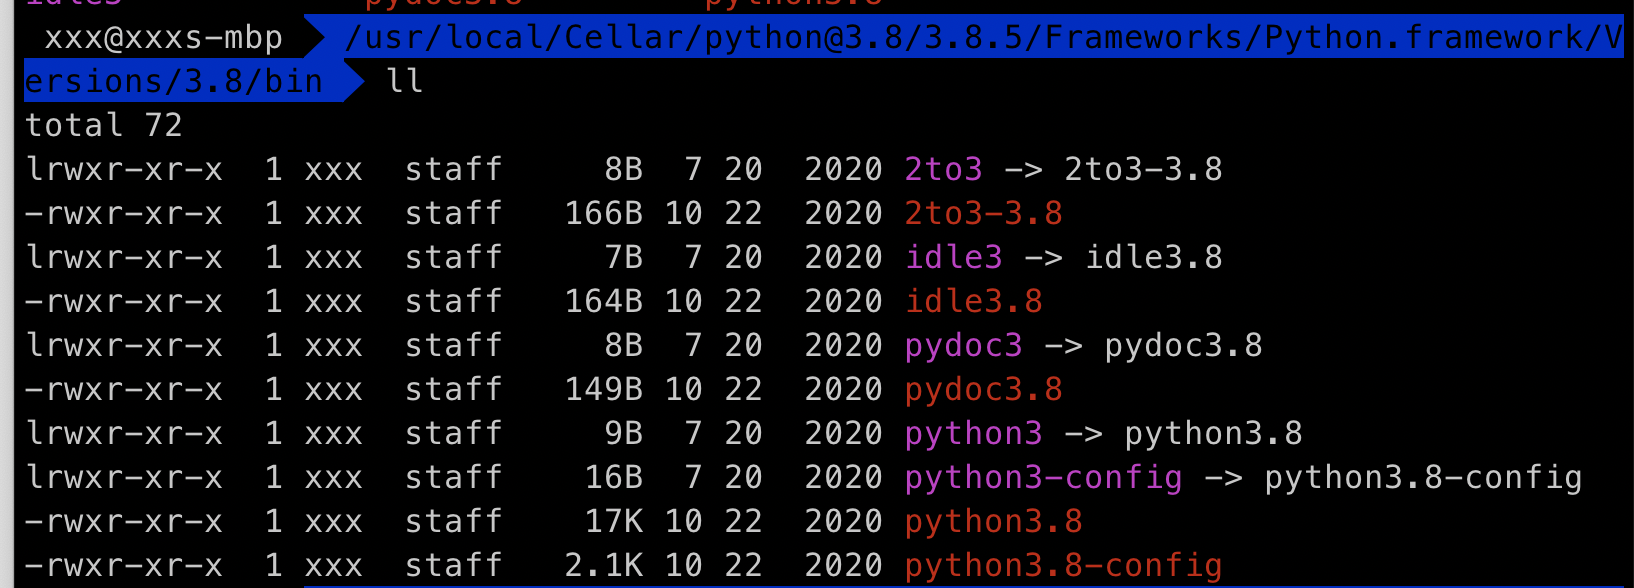 idle3 pydoc3.8 python3.8
xxx@xxxs-mbp /usr/local/Cellar/python@3.8/3.8.5/Frameworks/Python.framework/V
ersions/3.8/bin ll
total 72
lrwxr-xr-x 1 xxx staff 8B 7 20 2020 2to3 -> 2to3-3.8
-rwxr-xr-x 1 xxx staff 166B 10 22 2020 2to3-3.8
lrwxr-xr-x 1 xxx staff 7B 7 20 2020 idle3 -> idle3.8
-rwxr-xr-x 1 xxx staff 164B 10 22 2020 idle3.8
lrwxr-xr-x 1 xxx staff 8B 7 20 2020 pydoc3 -> pydoc3.8
-rwxr-xr-x 1 xxx staff 149B 10 22 2020 pydoc3.8
lrwxr-xr-x 1 xxx staff 9B 7 20 2020 python3 -> python3.8
lrwxr-xr-x 1 xxx staff 16B 7 20 2020 python3-config -> python3.8-config
-rwxr-xr-x 1 xxx staff 17K 10 22 2020 python3.8
-rwxr-xr-x 1 xxx staff 2.1K 10 22 2020 python3.8-config